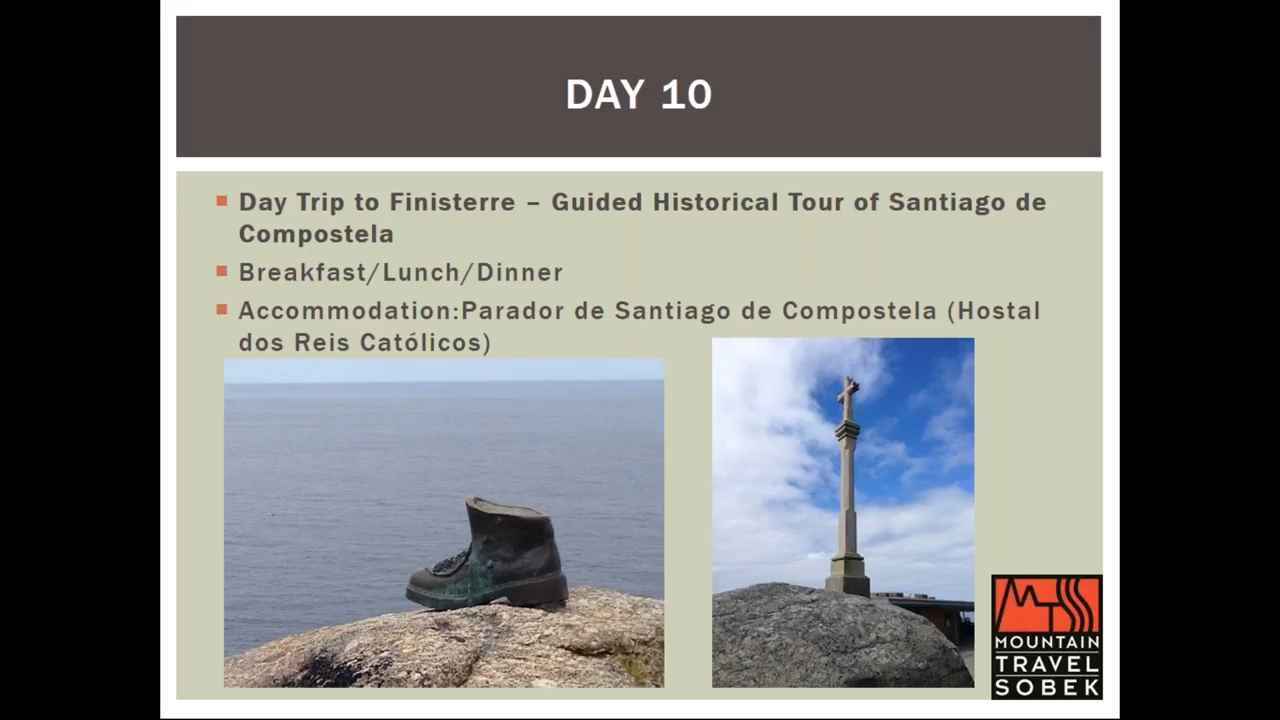 DAY 10
Day Trip to Finisterre – Guided Historical Tour of Santiago de
Compostela
Breakfast/Lunch/Dinner
Accommodation:Parador de Santiago de Compostela (Hostal
dos Reis Católicos)
MTS
MOUNTAIN
TRAVEL
SOBEK